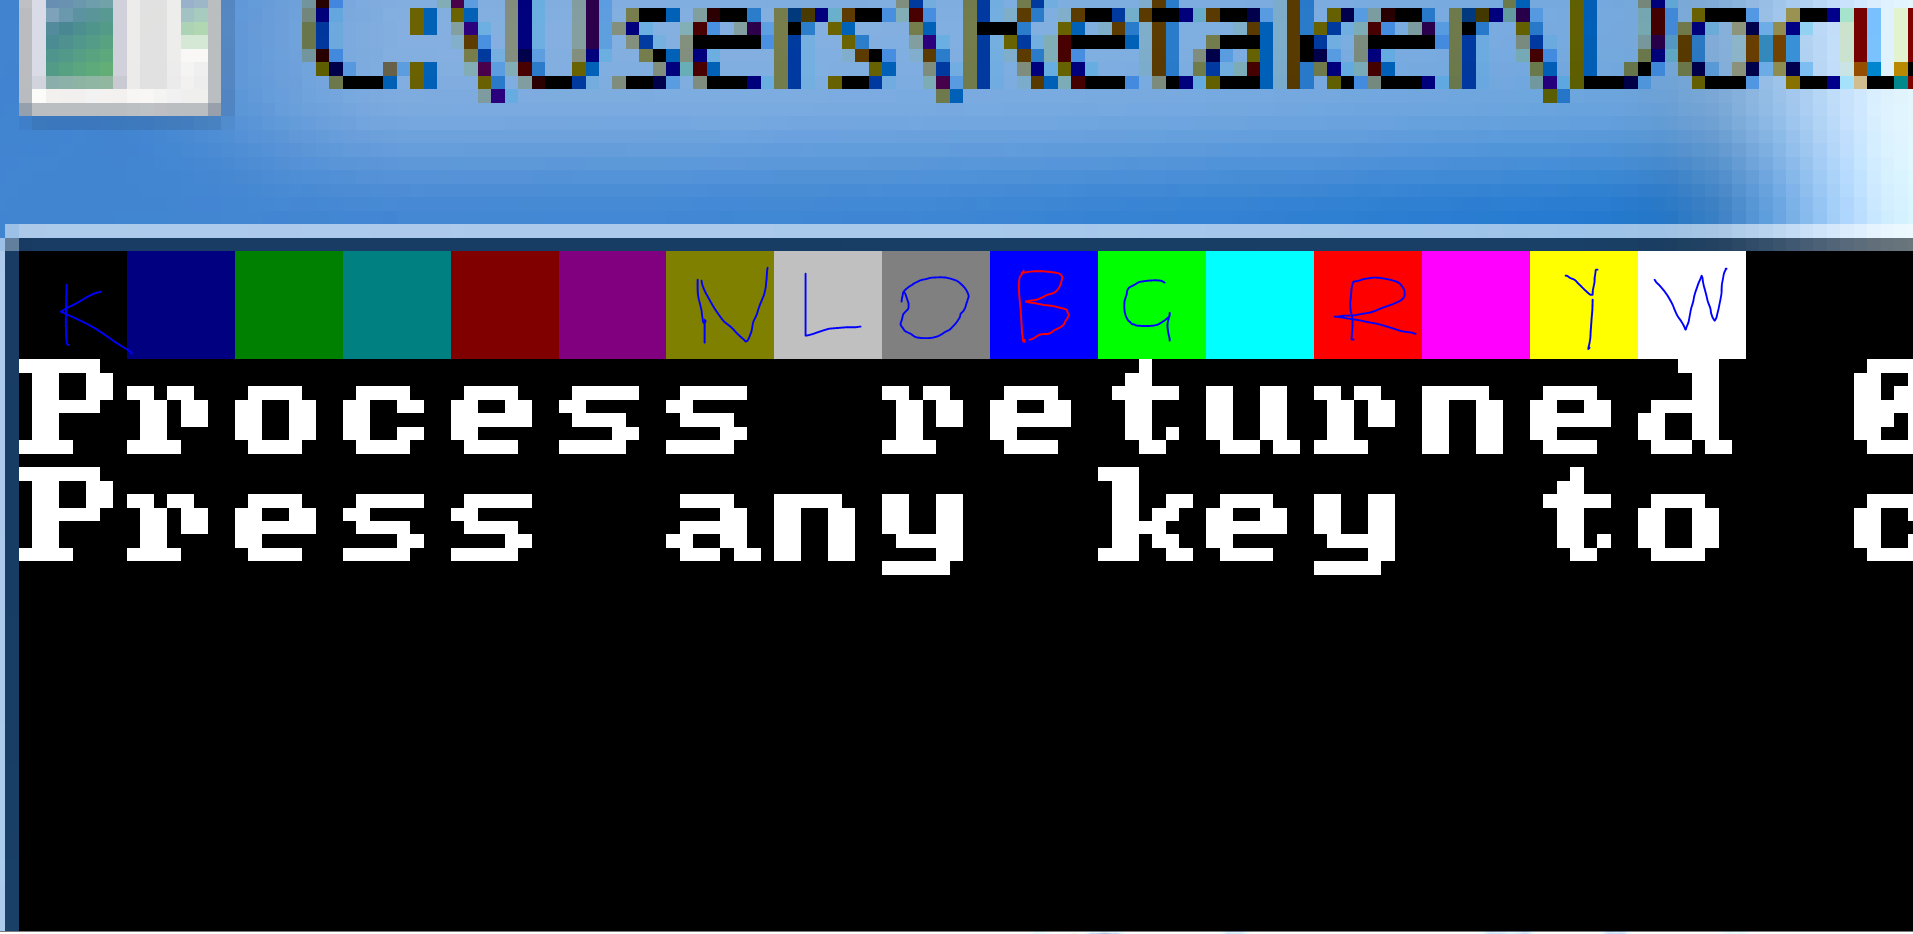 C:\Users\Retaker\Docu
K N L D B G R Y W
Process returned 0
Press any key to c